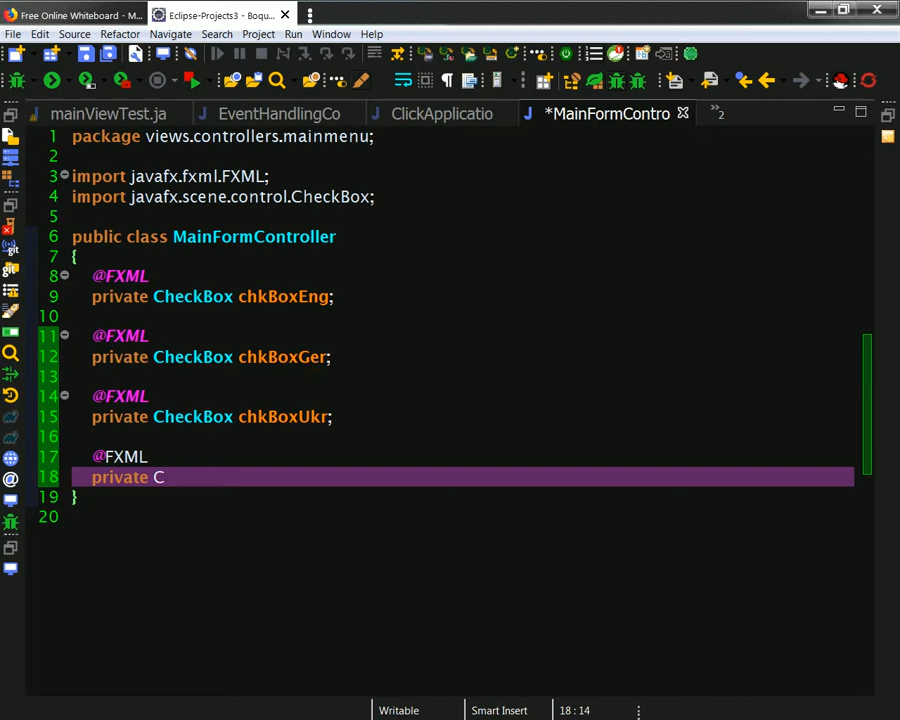 Free Online Whiteboard - M...
Eclipse-Projects3 - Boqu...
File Edit Source Refactor Navigate Search Project Run Window Help
mainViewTest.ja
EventHandlingCo
ClickApplicatio
*MainFormContro
»2
1 package views.controllers.mainmenu;
2
3 import javafx.fxml.FXML;
4 import javafx.scene.control.CheckBox;
5
6 public class MainFormController
7 {
8 @FXML
9 private CheckBox chkBoxEng;
10
11 @FXML
12 private CheckBox chkBoxGer;
13
14 @FXML
15 private CheckBox chkBoxUkr;
16
17 @FXML
18 private C
19 }
20
git
git
Writable Smart Insert 18 : 14